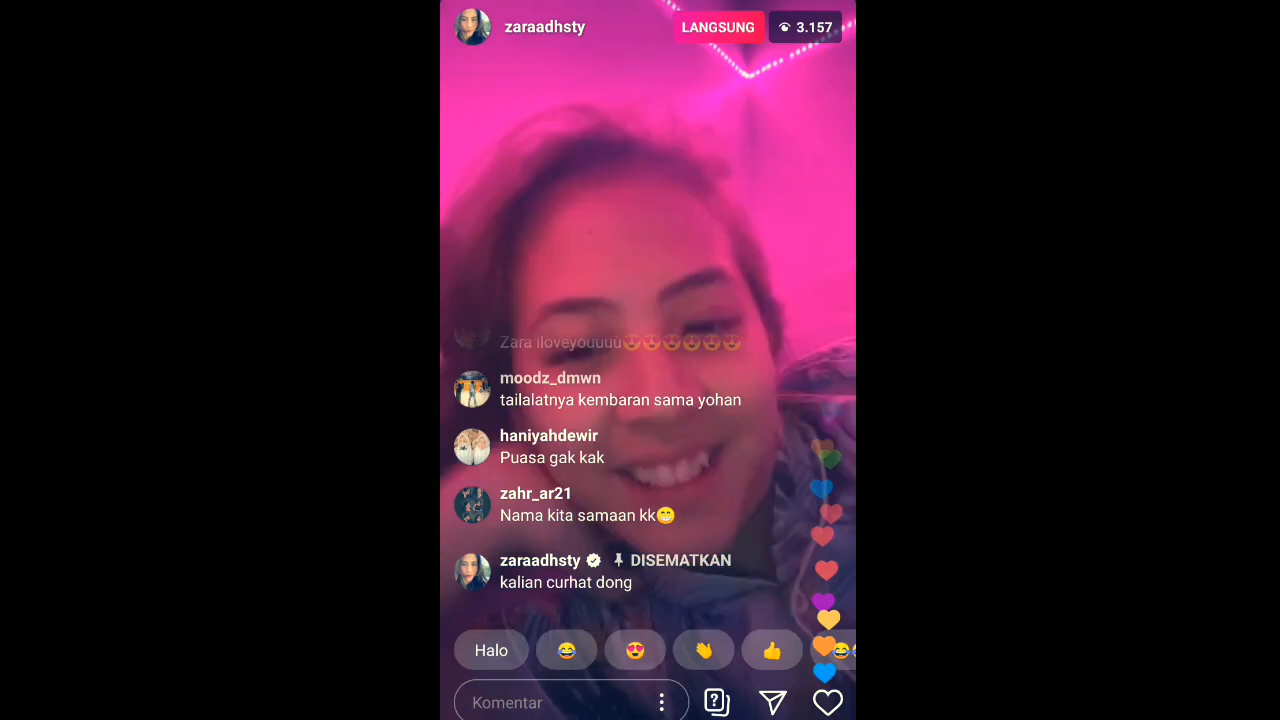 zaraadhsty
LANGSUNG
3.157
Zara iloveyouuuu😍😍😍😍😍😍
moodz_dmwn
tailalatnya kembaran sama yohan
haniyahdewir
Puasa gak kak
zahr_ar21
Nama kita samaan kk😁
zaraadhsty DISEMATKAN
kalian curhat dong
Halo
Komentar